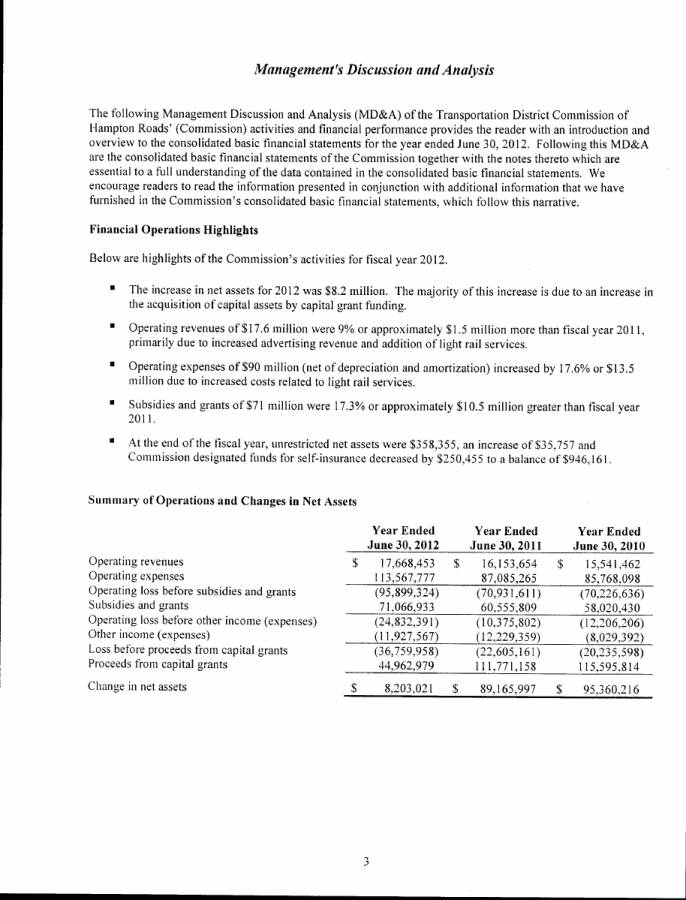 Management's Discussion and Analysis
The following Management Discussion and Analysis (MD&A) of the Transportation District Commission of
Hampton Roads' (Commission) activities and financial performance provides the reader with an introduction and
overview to the consolidated basic financial statements for the year ended June 30, 2012. Following this MD&A
are the consolidated basic financial statements of the Commission together with the notes thereto which are
essential to a full understanding of the data contained in the consolidated basic financial statements. We
encourage readers to read the information presented in conjunction with additional information that we have
furnished in the Commission's consolidated basic financial statements, which follow this narrative.
Financial Operations Highlights
Below are highlights of the Commission's activities for fiscal year 2012.
▪ The increase in net assets for 2012 was $8.2 million. The majority of this increase is due to an increase in
the acquisition of capital assets by capital grant funding.
▪ Operating revenues of $17.6 million were 9% or approximately $1.5 million more than fiscal year 2011,
primarily due to increased advertising revenue and addition of light rail services.
▪ Operating expenses of $90 million (net of depreciation and amortization) increased by 17.6% or $13.5
million due to increased costs related to light rail services.
▪ Subsidies and grants of $71 million were 17.3% or approximately $10.5 million greater than fiscal year
2011.
▪ At the end of the fiscal year, unrestricted net assets were $358,355, an increase of $35,757 and
Commission designated funds for self-insurance decreased by $250,455 to a balance of $946,161.
Summary of Operations and Changes in Net Assets
Year Ended Year Ended Year Ended
June 30, 2012 June 30, 2011 June 30, 2010
Operating revenues $ 17,668,453 $ 16,153,654 $ 15,541,462
Operating expenses 113,567,777 87,085,265 85,768,098
Operating loss before subsidies and grants (95,899,324) (70,931,611) (70,226,636)
Subsidies and grants 71,066,933 60,555,809 58,020,430
Operating loss before other income (expenses) (24,832,391) (10,375,802) (12,206,206)
Other income (expenses) (11,927,567) (12,229,359) (8,029,392)
Loss before proceeds from capital grants (36,759,958) (22,605,161) (20,235,598)
Proceeds from capital grants 44,962,979 111,771,158 115,595,814
Change in net assets $ 8,203,021 $ 89,165,997 $ 95,360,216
3